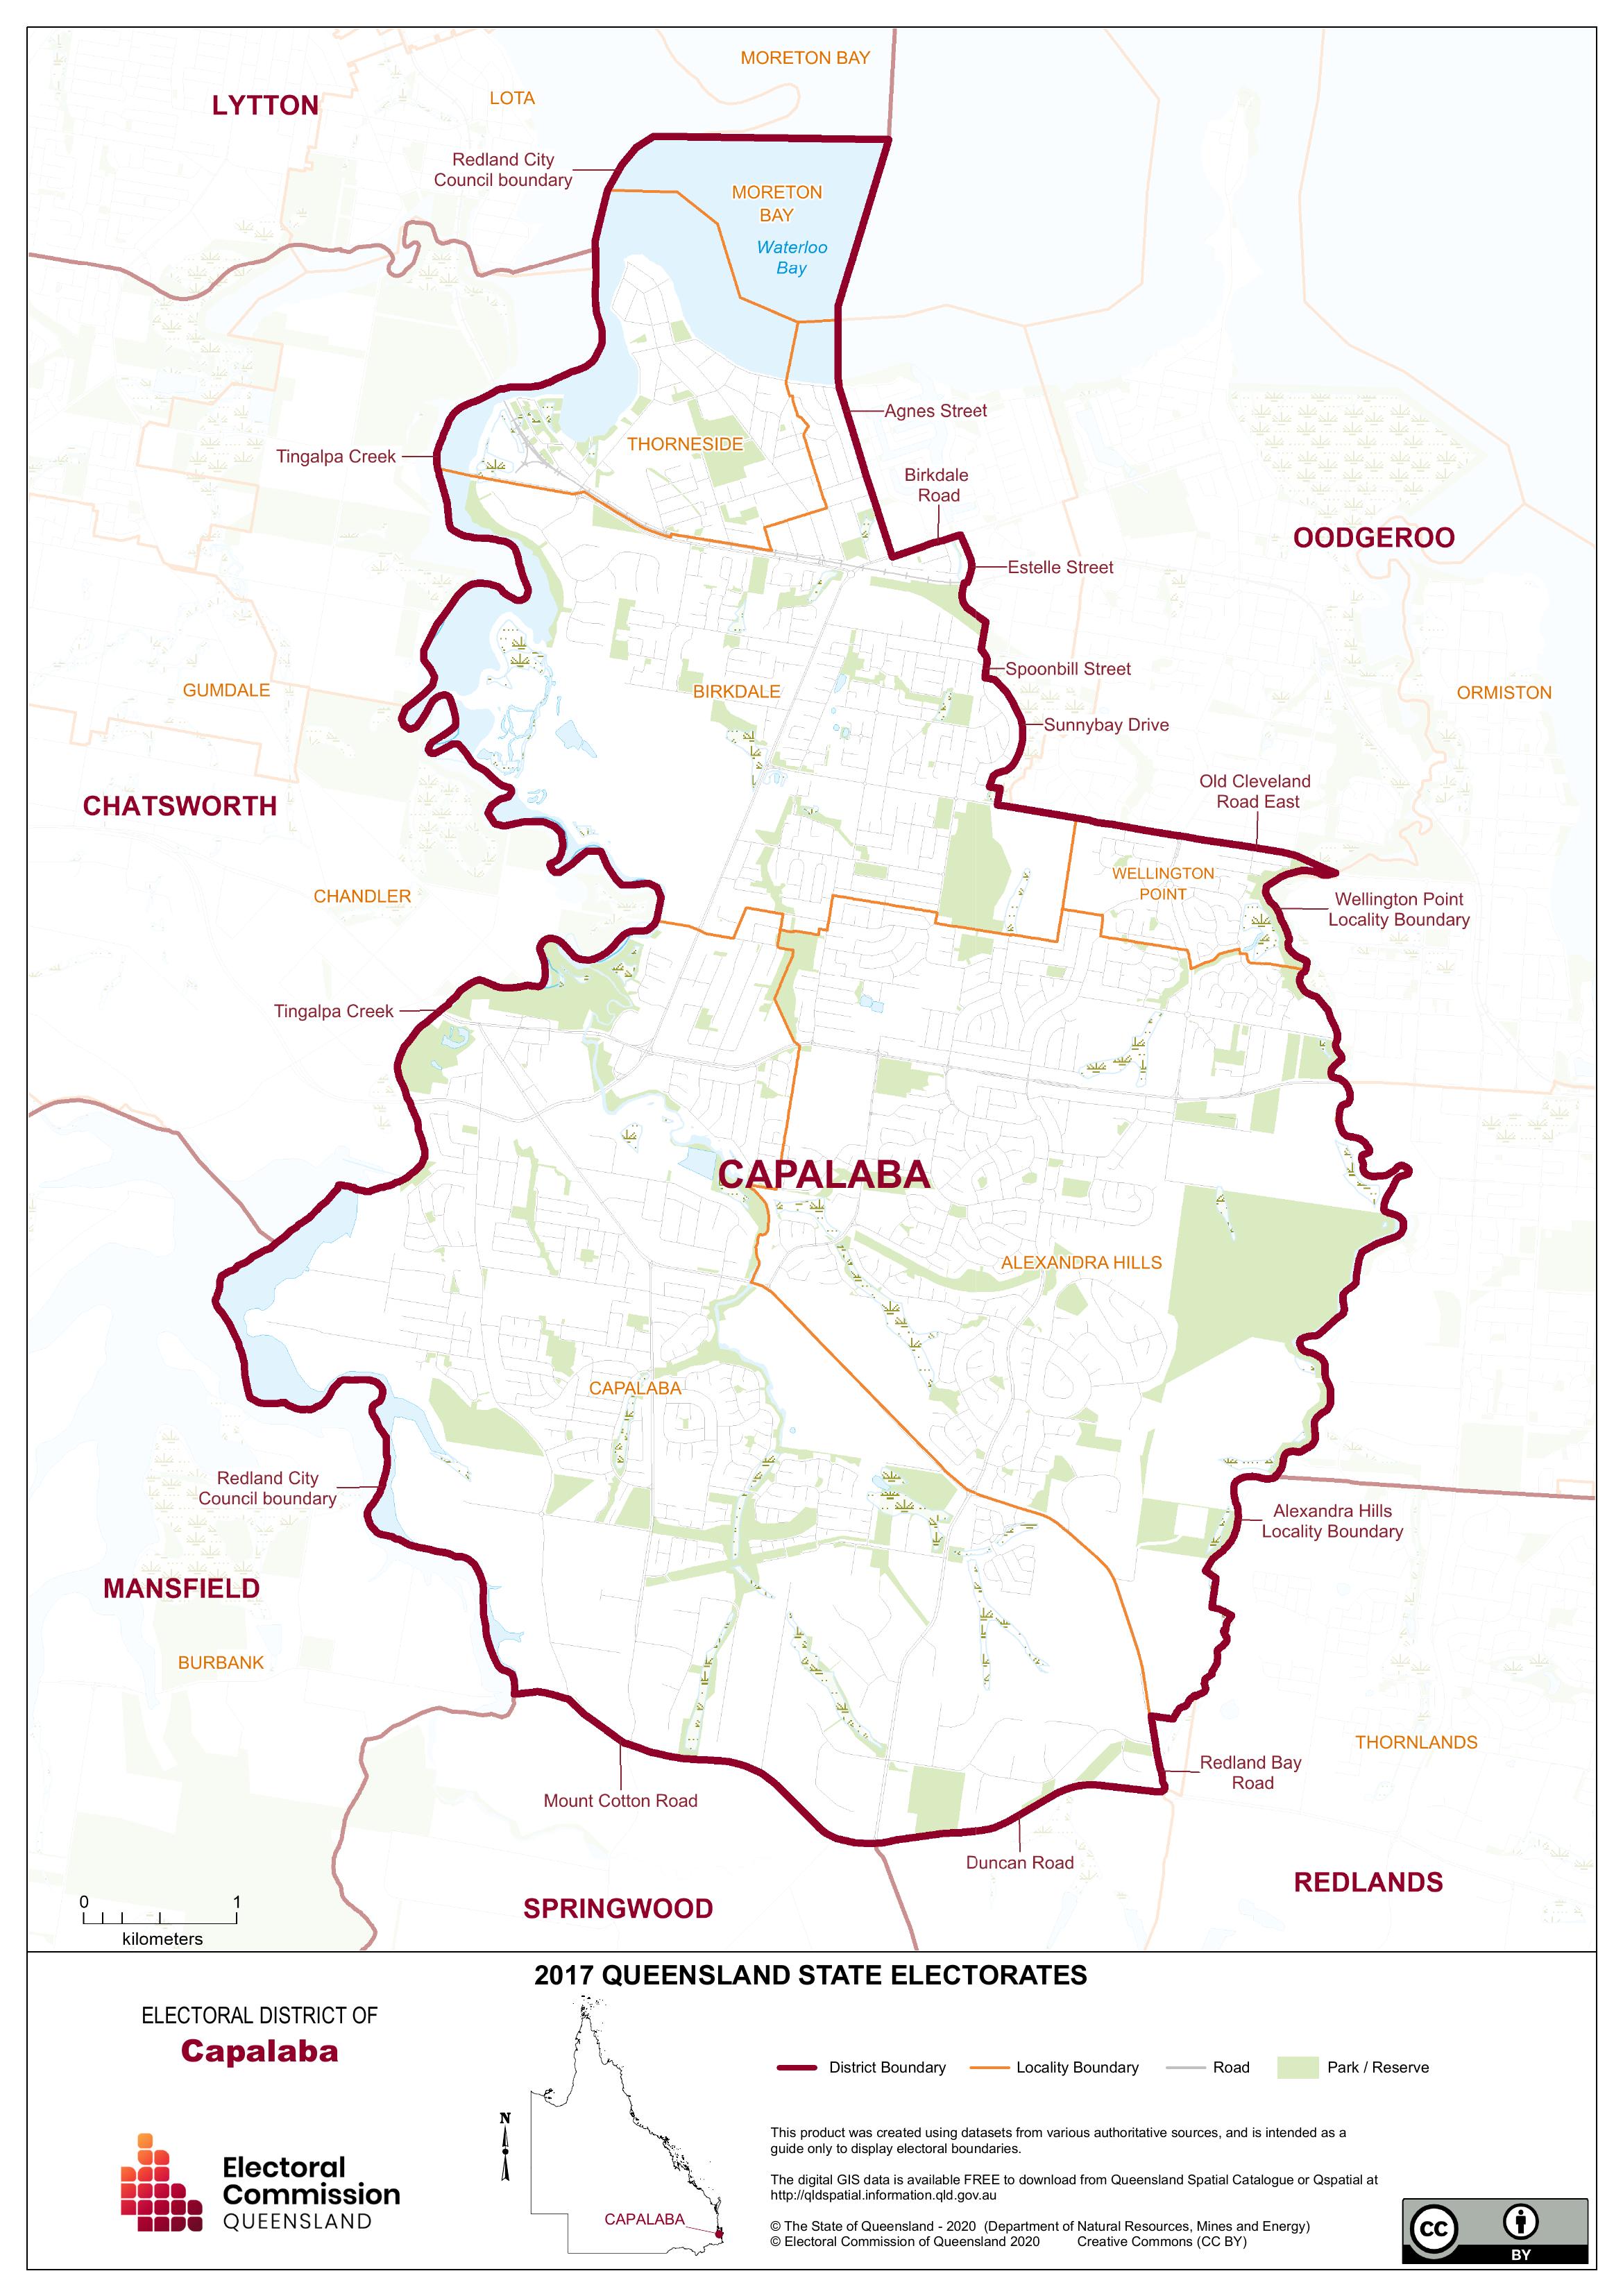 MORETON BAY
LYTTON
LOTA
Redland City
Council boundary
MORETON
BAY
Waterloo
Bay
Agnes Street
THORNESIDE
Tingalpa Creek
Birkdale
Road
OODGEROO
Estelle Street
Spoonbill Street
GUMDALE
BIRKDALE
ORMISTON
Sunnybay Drive
Old Cleveland
Road East
CHATSWORTH
WELLINGTON
POINT
CHANDLER
Wellington Point
Locality Boundary
Tingalpa Creek
CAPALABA
ALEXANDRA HILLS
CAPALABA
Redland City
Council boundary
Alexandra Hills
Locality Boundary
MANSFIELD
BURBANK
THORNLANDS
Redland Bay
Road
Mount Cotton Road
Duncan Road
REDLANDS
SPRINGWOOD
0 1
kilometers
2017 QUEENSLAND STATE ELECTORATES
ELECTORAL DISTRICT OF
Capalaba
District Boundary
Locality Boundary
Road
Park / Reserve
N
CAPALABA
Electoral
Commission
QUEENSLAND
This product was created using datasets from various authoritative sources, and is intended as a
guide only to display electoral boundaries.
The digital GIS data is available FREE to download from Queensland Spatial Catalogue or Qspatial at
http://qldspatial.information.qld.gov.au
© The State of Queensland - 2020 (Department of Natural Resources, Mines and Energy)
© Electoral Commission of Queensland 2020 Creative Commons (CC BY)
CC
BY